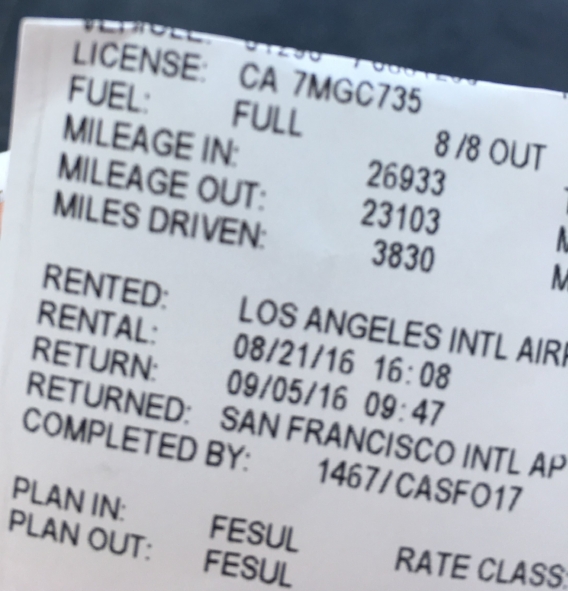 LICENSE: CA 7MGC735
FUEL: FULL 8/8 OUT
MILEAGE IN: 26933
MILEAGE OUT: 23103
MILES DRIVEN: 3830
RENTED: LOS ANGELES INTL
RENTAL: 08/21/16 16:08
RETURN: 09/05/16 09:47
RETURNED: SAN FRANCISCO INTL AP
COMPLETED BY: 1467/CASFO17
PLAN IN: FESUL
PLAN OUT: FESUL RATE CLASS: